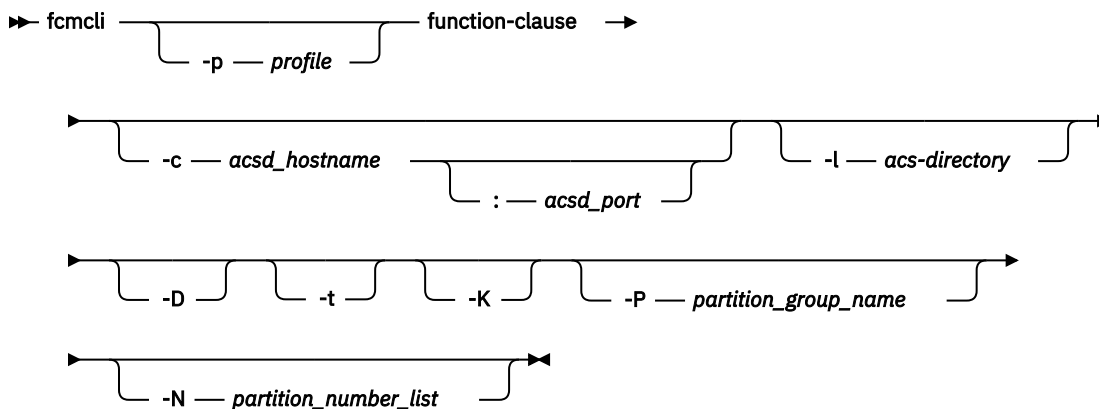 fcmcli function-clause
-p profile
-c acsd_hostname -l acs-directory
: acsd_port
-D -t -K -P partition_group_name
-N partition_number_list